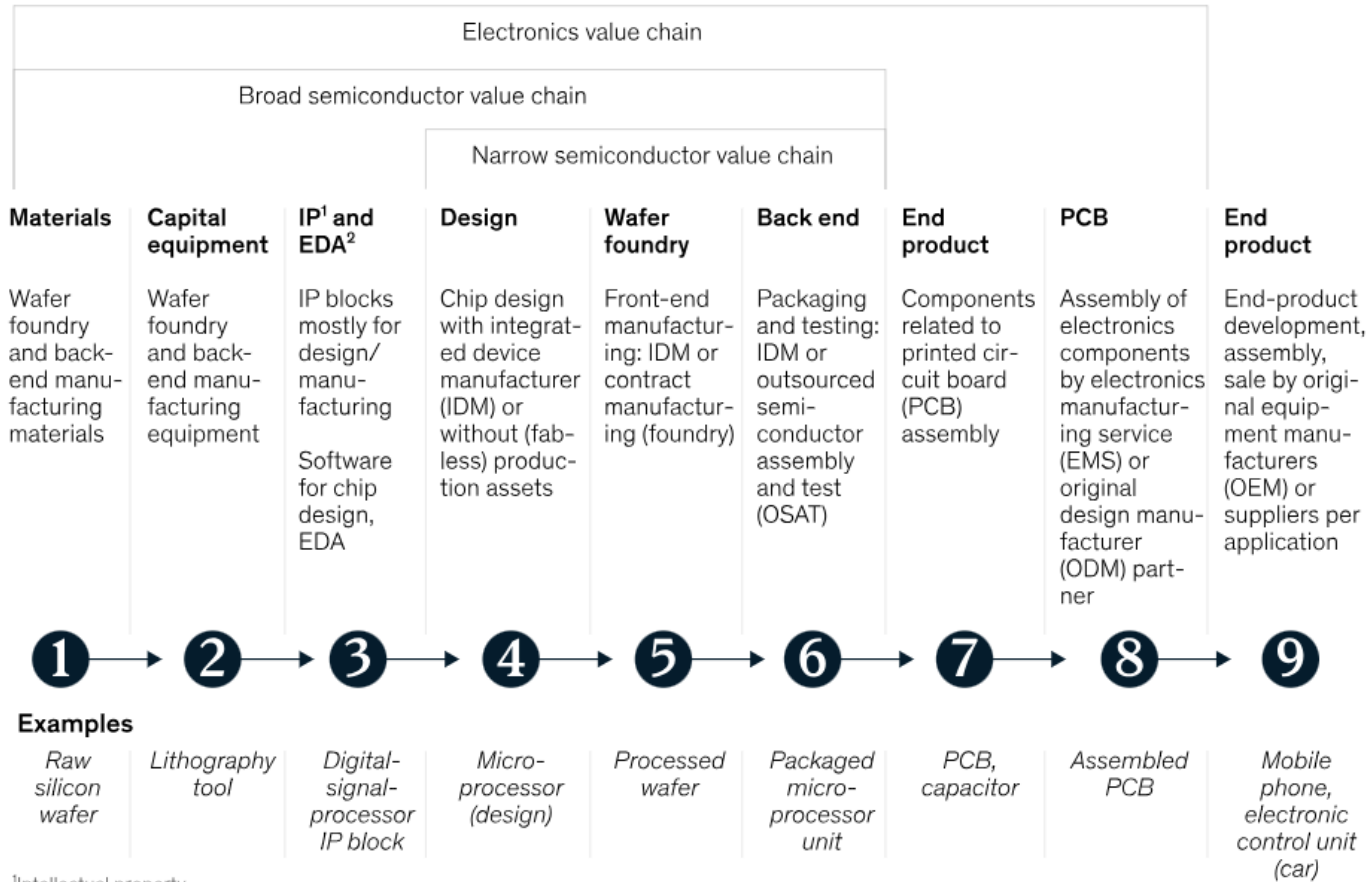 Electronics value chain
Broad semiconductor value chain
Narrow semiconductor value chain
Materials
Wafer
foundry
and back-
end manu-
facturing
materials
Capital
equipment
Wafer
foundry
and back-
end manu-
facturing
equipment
IP¹ and
EDA²
IP blocks
mostly for
design/
manu-
facturing
Software
for chip
design,
EDA
Design
Chip design
with integrat-
ed device
manufacturer
(IDM) or
without (fab-
less) produc-
tion assets
Wafer
foundry
Front-end
manufactur-
ing: IDM or
contract
manufactur-
ing (foundry)
Back end
Packaging
and testing:
IDM or
outsourced
semi-
conductor
assembly
and test
(OSAT)
End
product
Components
related to
printed cir-
cuit board
(PCB)
assembly
PCB
Assembly of
electronics
components
by electronics
manufactur-
ing service
(EMS) or
original
design manu-
facturer
(ODM) part-
ner
End
product
End-product
development,
assembly,
sale by origi-
nal equip-
ment manu-
facturers
(OEM) or
suppliers per
application
1 2 3 4 5 6 7 8 9
Examples
Raw
silicon
wafer
Lithography
tool
Digital-
signal-
processor
IP block
Micro-
processor
(design)
Processed
wafer
Packaged
micro-
processor
unit
PCB,
capacitor
Assembled
PCB
Mobile
phone,
electronic
control unit
(car)